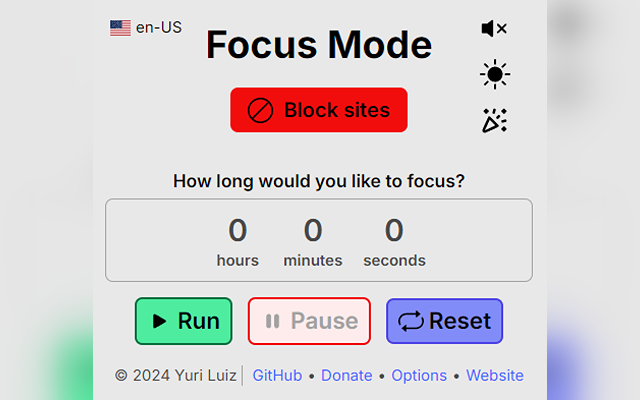 en-US
Focus Mode
Block sites
How long would you like to focus?
0 0 0
hours minutes seconds
Run Pause Reset
© 2024 Yuri Luiz GitHub • Donate • Options • Website